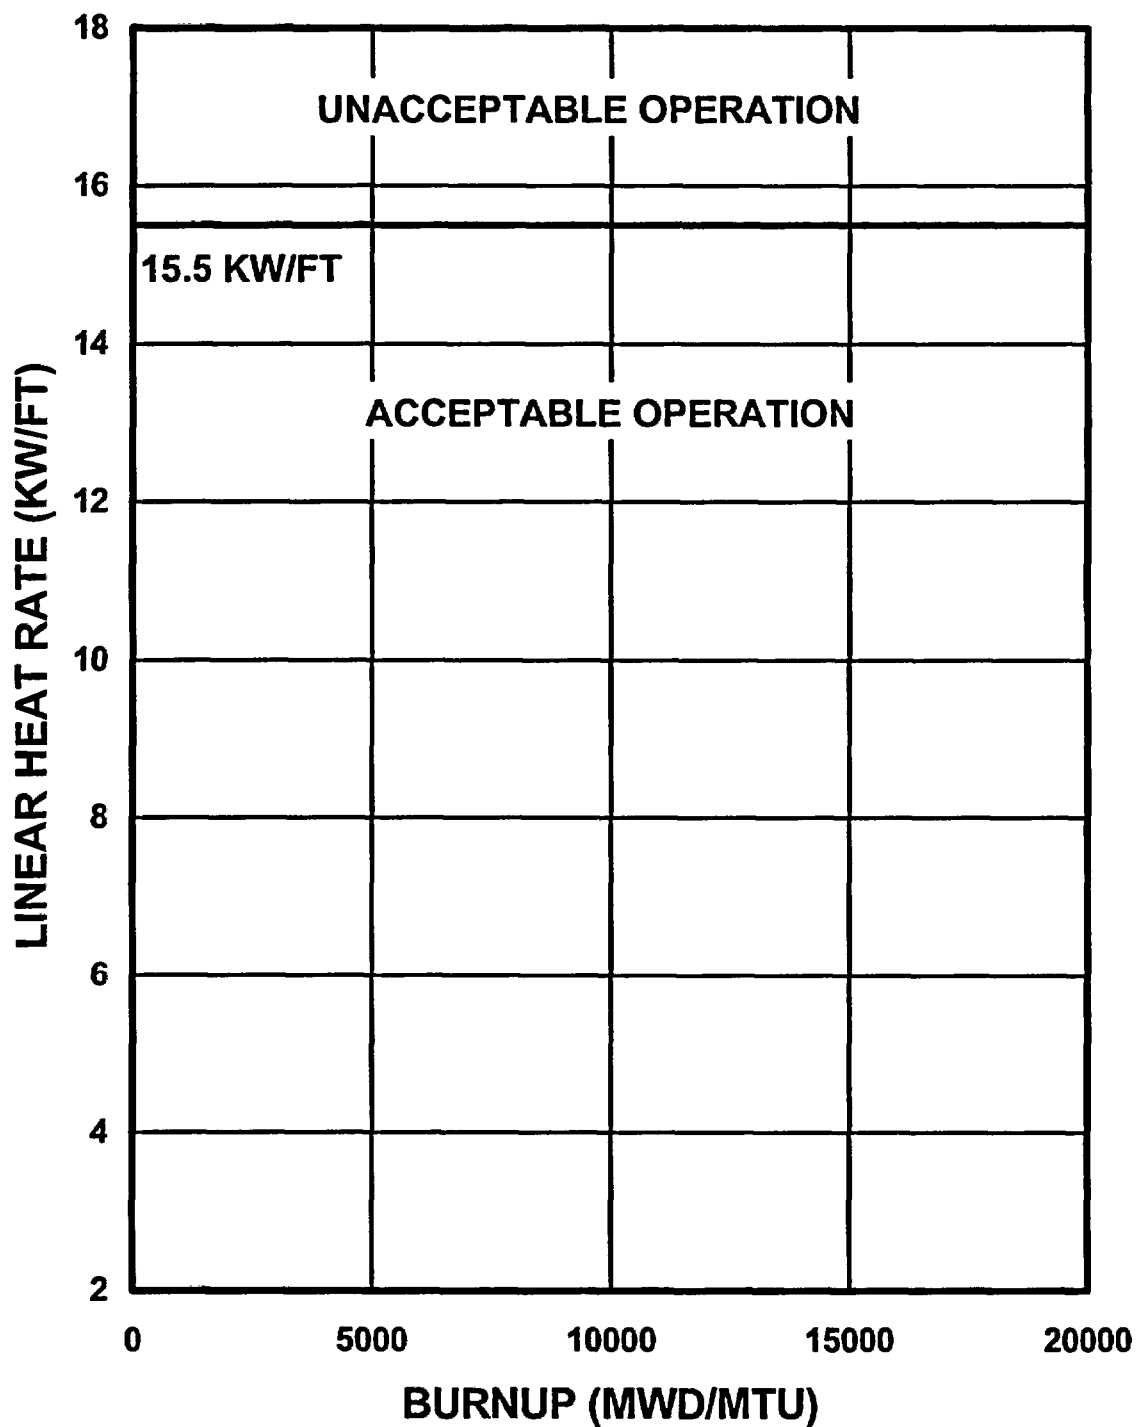 18
UNACCEPTABLE OPERATION
16
15.5 KW/FT
14
ACCEPTABLE OPERATION
12
10
8
6
4
2
LINEAR HEAT RATE (KW/FT)
0 5000 10000 15000 20000
BURNUP (MWD/MTU)